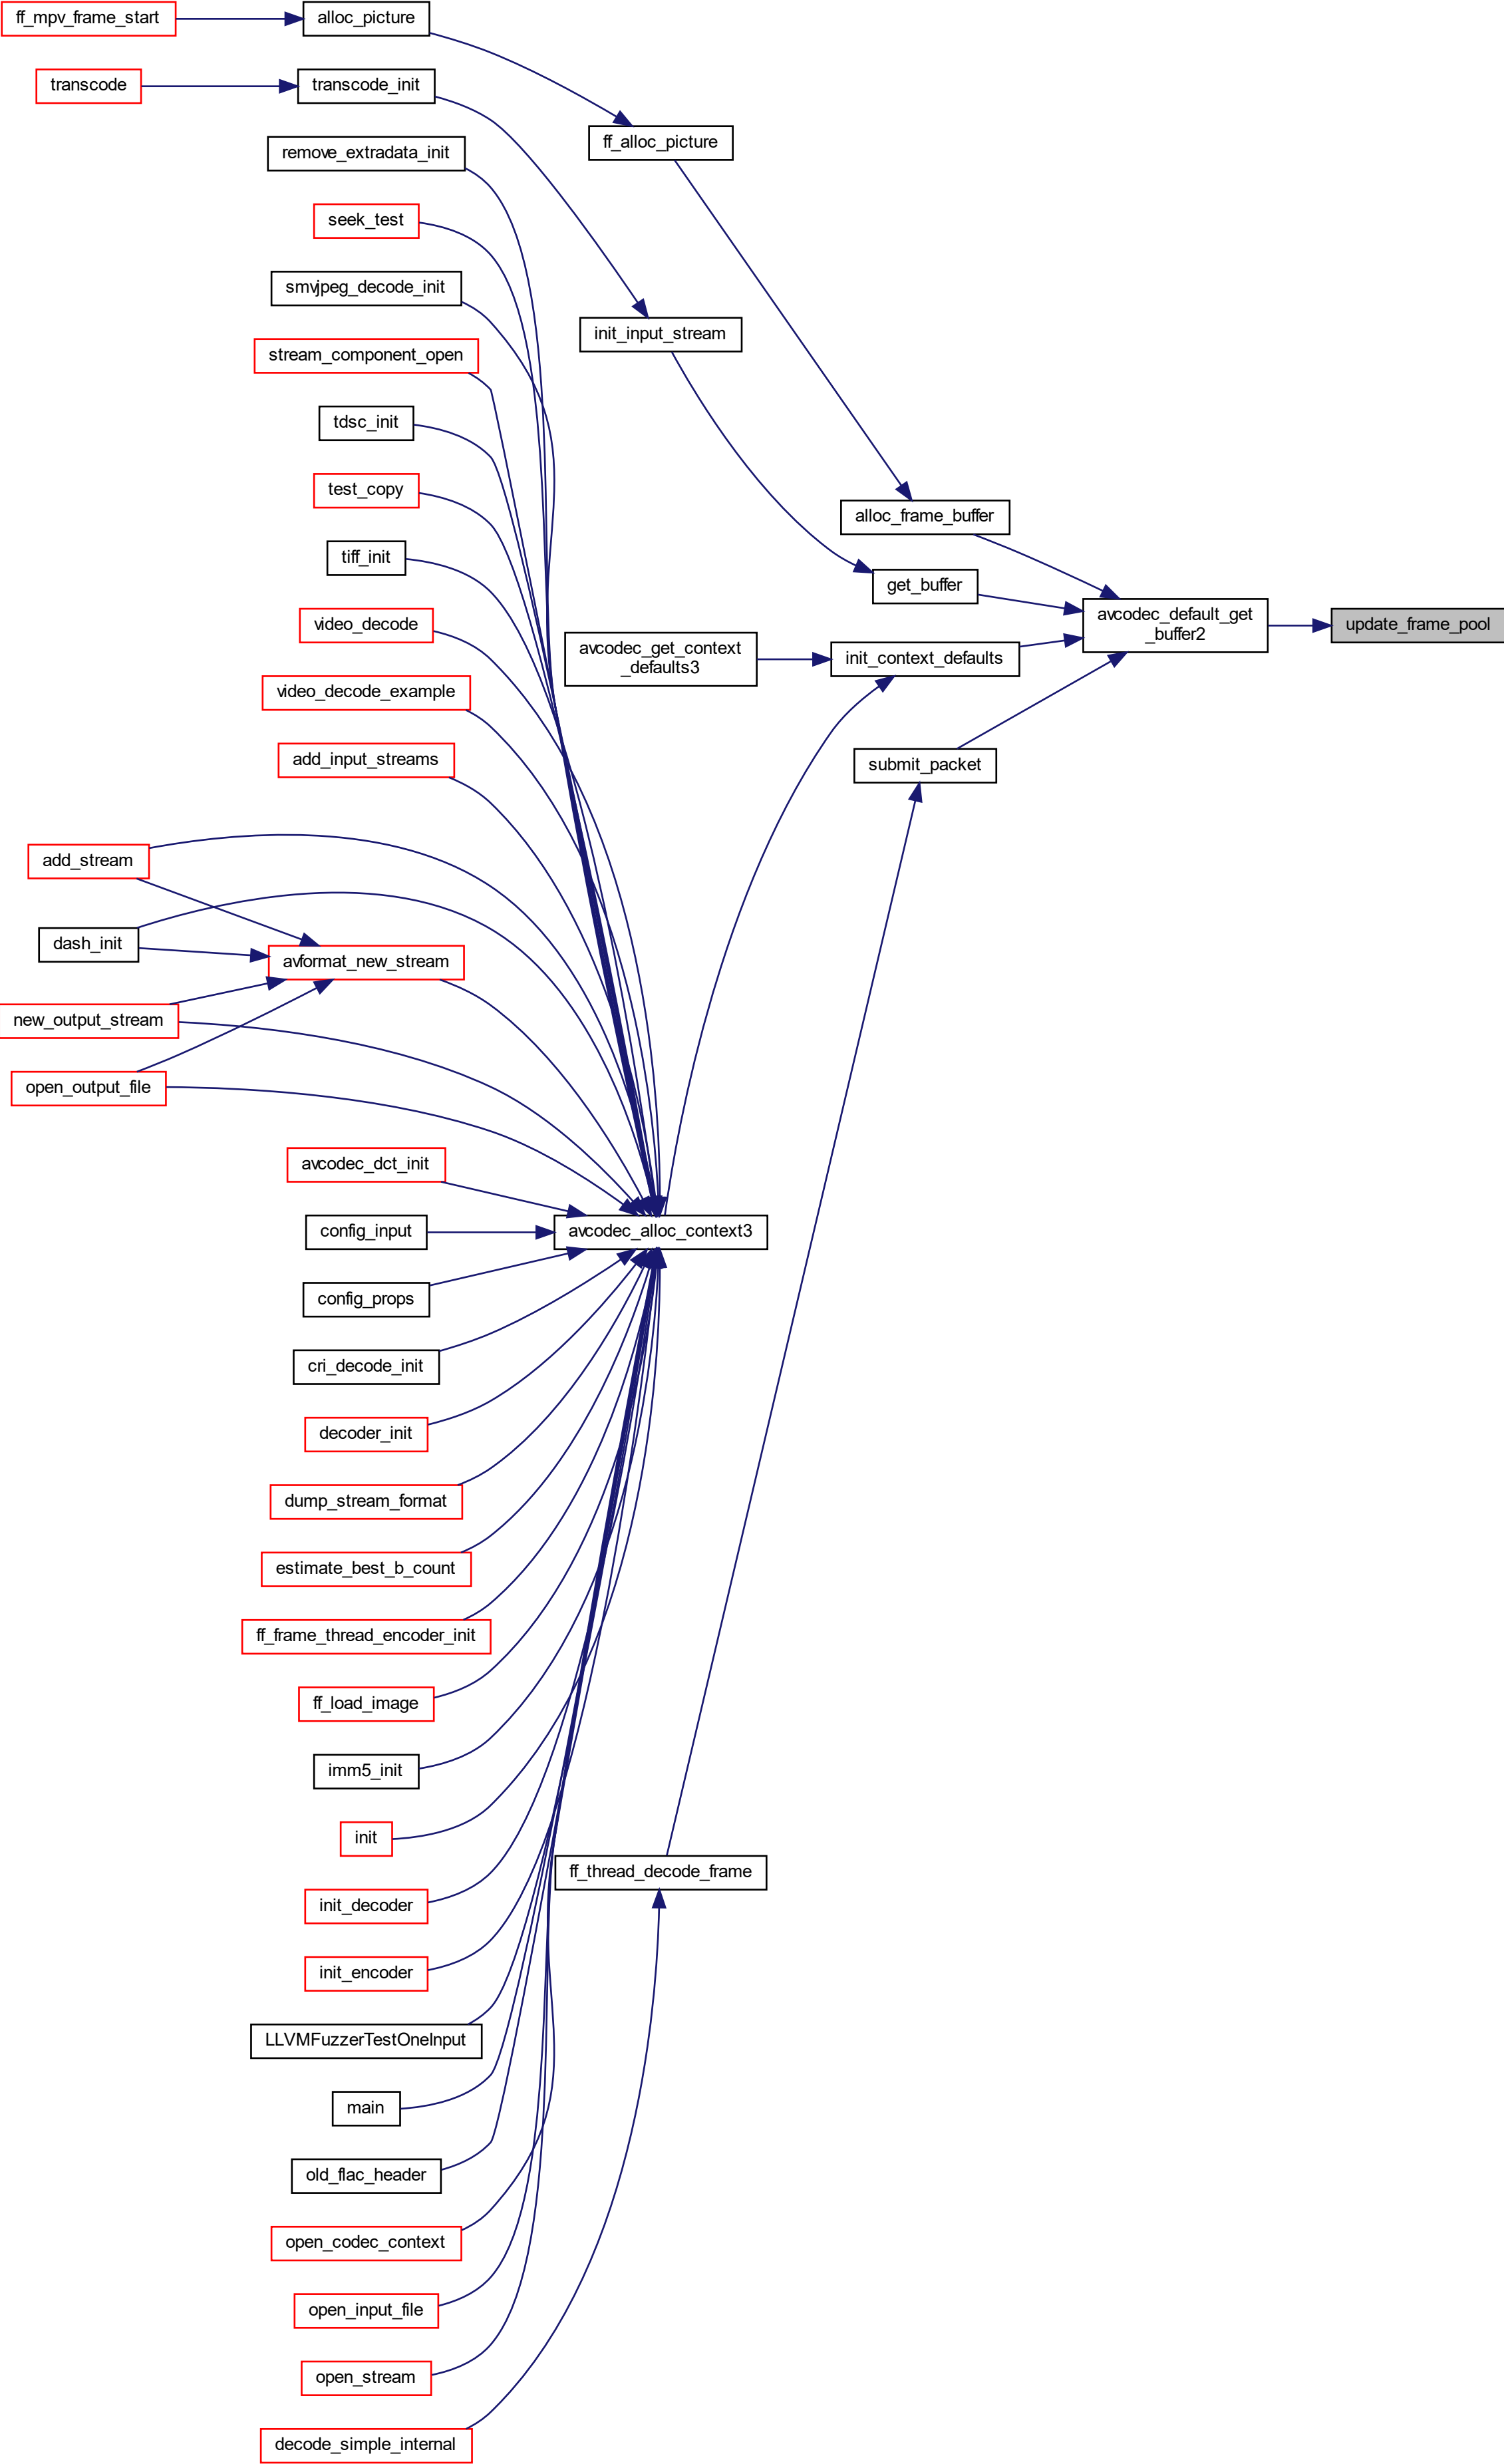 ff_mpv_frame_start
alloc_picture
transcode
transcode_init
ff_alloc_picture
remove_extradata_init
seek_test
smvjpeg_decode_init
init_input_stream
stream_component_open
tdsc_init
test_copy
alloc_frame_buffer
tiff_init
get_buffer
avcodec_default_get
_buffer2
update_frame_pool
video_decode
avcodec_get_context
_defaults3
init_context_defaults
video_decode_example
add_input_streams
submit_packet
add_stream
dash_init
avformat_new_stream
new_output_stream
open_output_file
avcodec_dct_init
config_input
avcodec_alloc_context3
config_props
cri_decode_init
decoder_init
dump_stream_format
estimate_best_b_count
ff_frame_thread_encoder_init
ff_load_image
imm5_init
init
ff_thread_decode_frame
init_decoder
init_encoder
LLVMFuzzerTestOneInput
main
old_flac_header
open_codec_context
open_input_file
open_stream
decode_simple_internal